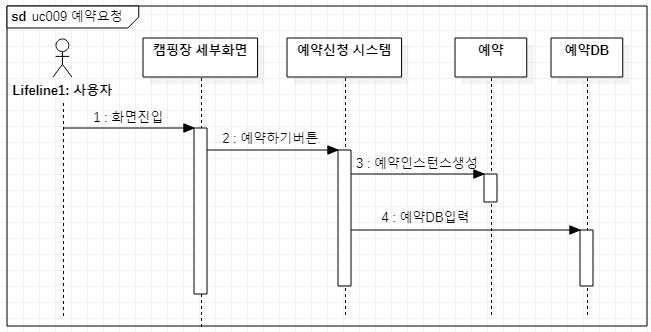 sd uc009 예약요청
캠핑장 세부화면
예약신청 시스템
예약
예약DB
Lifeline1: 사용자
1 : 화면진입
2 : 예약하기버튼
3 : 예약인스턴스생성
4 : 예약DB입력